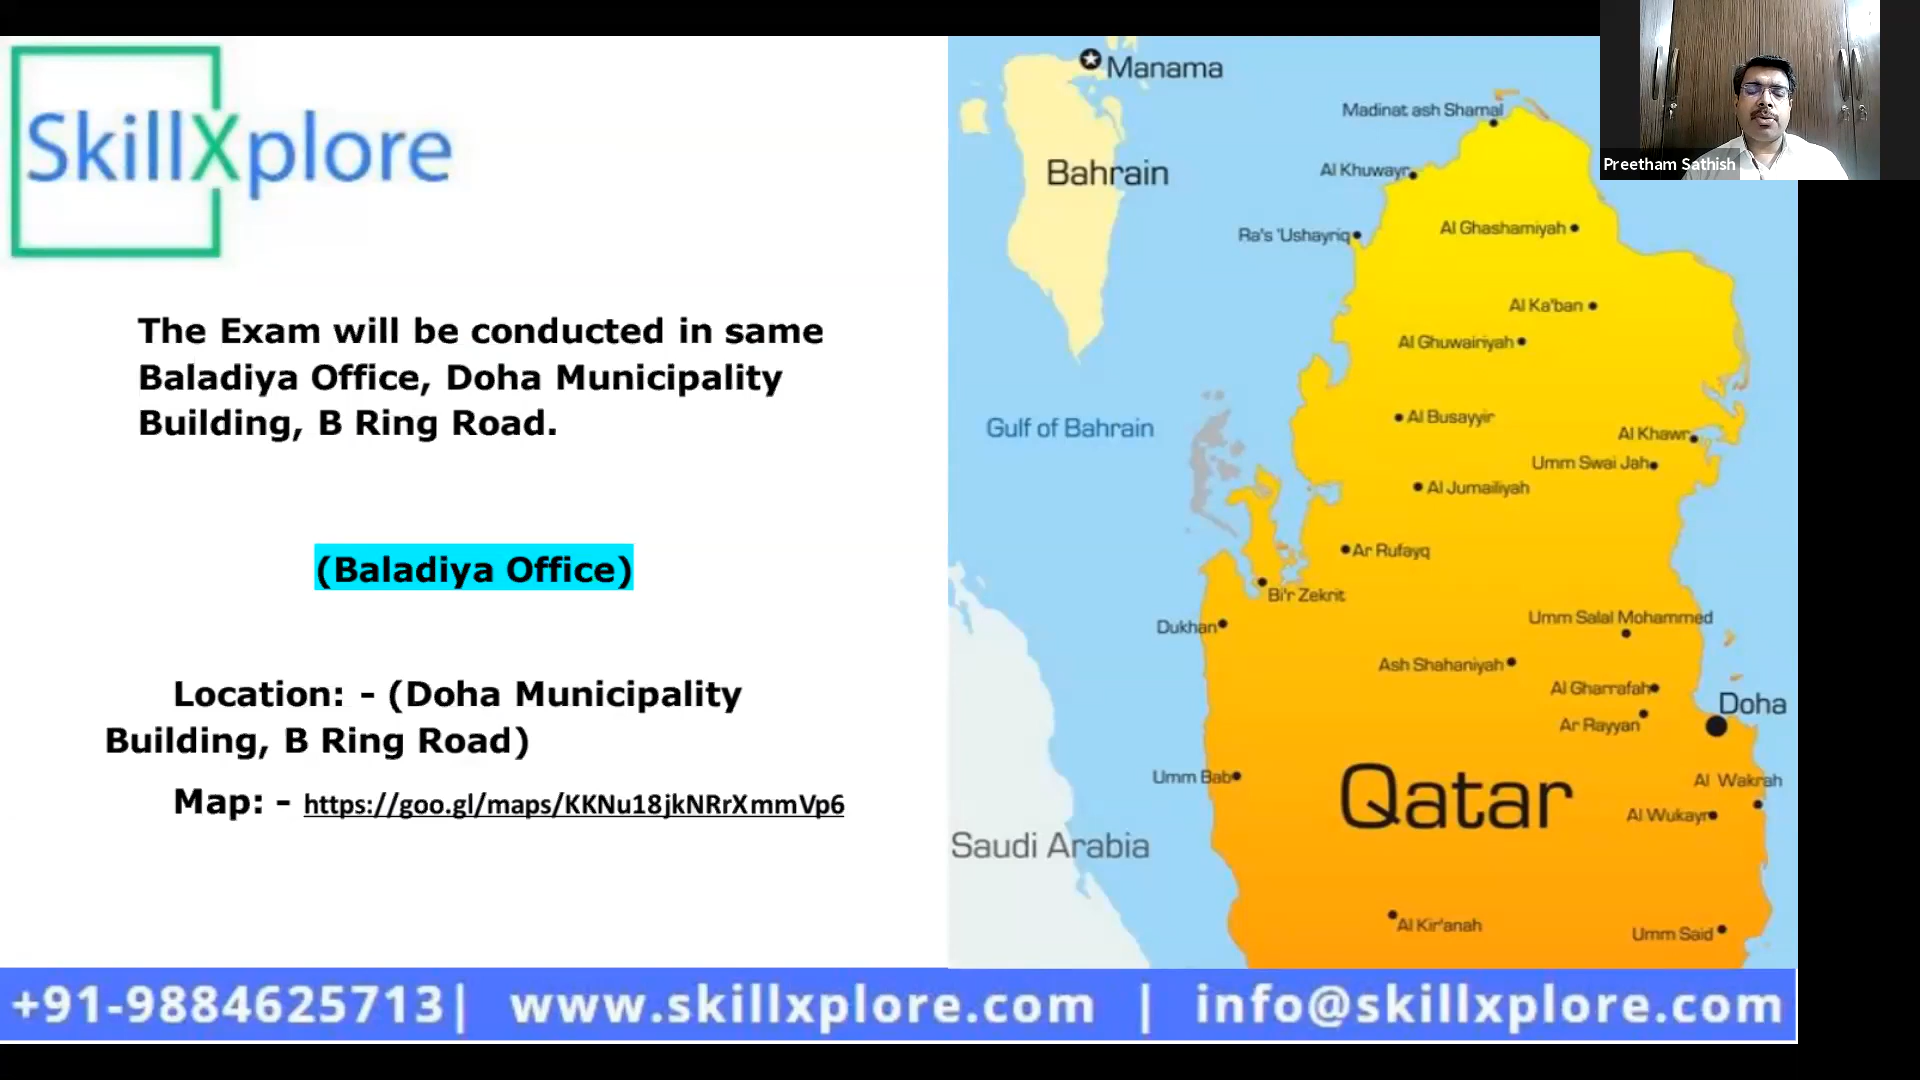 SkillXplore
The Exam will be conducted in same
Baladiya Office, Doha Municipality
Building, B Ring Road.
(Baladiya Office)
Location: - (Doha Municipality
Building, B Ring Road)
Map: - https://goo.gl/maps/KKNu18jkNRrXmmVp6
Manama
Bahrain
Madinat ash Shamal
Al Khuwayr
Ra's 'Ushayriq
Al Ghashamiyah
Al Ka'ban
Al Ghuwairiyah
Gulf of Bahrain
Al Busayyir
Al Khawr
Umm Swai Jah
Al Jumailiyah
Ar Rufayq
Bi'r Zekrit
Dukhan
Umm Salal Mohammed
Ash Shahaniyah
Al Gharrafah
Doha
Ar Rayyan
Umm Bab
Qatar
Al Wakrah
Al Wukayr
Saudi Arabia
Al Kir'anah
Umm Said
Preetham Sathish
+91-9884625713| www.skillxplore.com | info@skillxplore.com